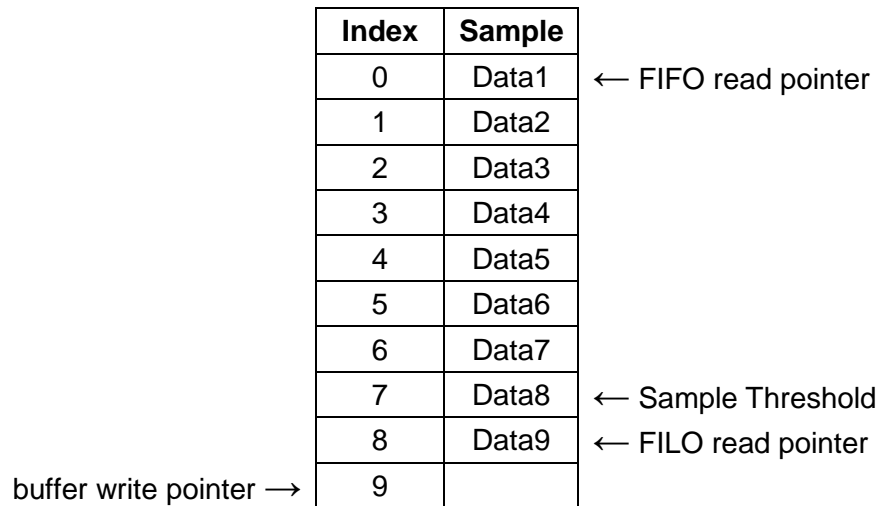 Index Sample
0 Data1 ← FIFO read pointer
1 Data2
2 Data3
3 Data4
4 Data5
5 Data6
6 Data7
7 Data8 ← Sample Threshold
8 Data9 ← FILO read pointer
buffer write pointer → 9